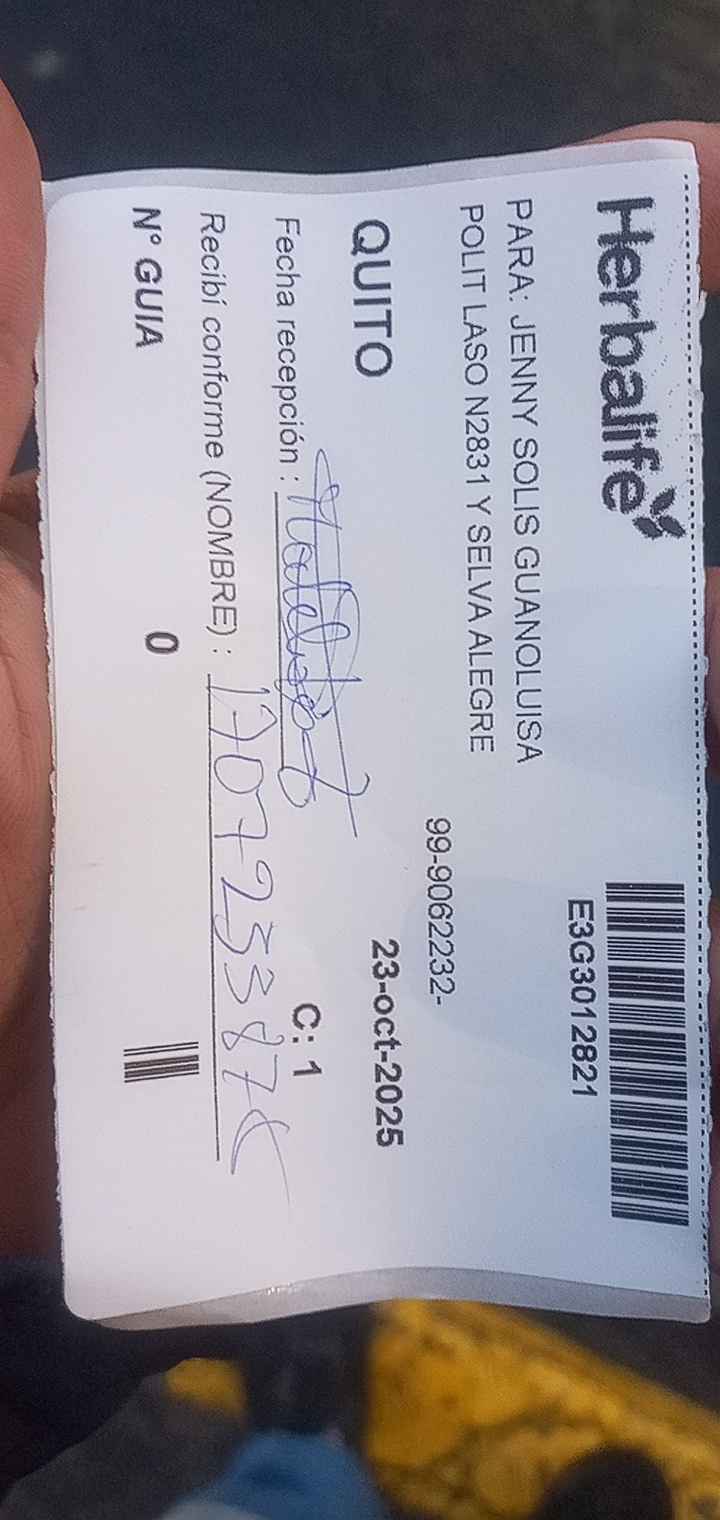 Herbalife
E3G3012821
PARA: JENNY SOLIS GUANOLUISA
POLIT LASO N2831 Y SELVA ALEGRE
99-9062232-
QUITO 23-oct-2025
Fecha recepción :
C: 1
Recibí conforme (NOMBRE) :
N° GUIA 0